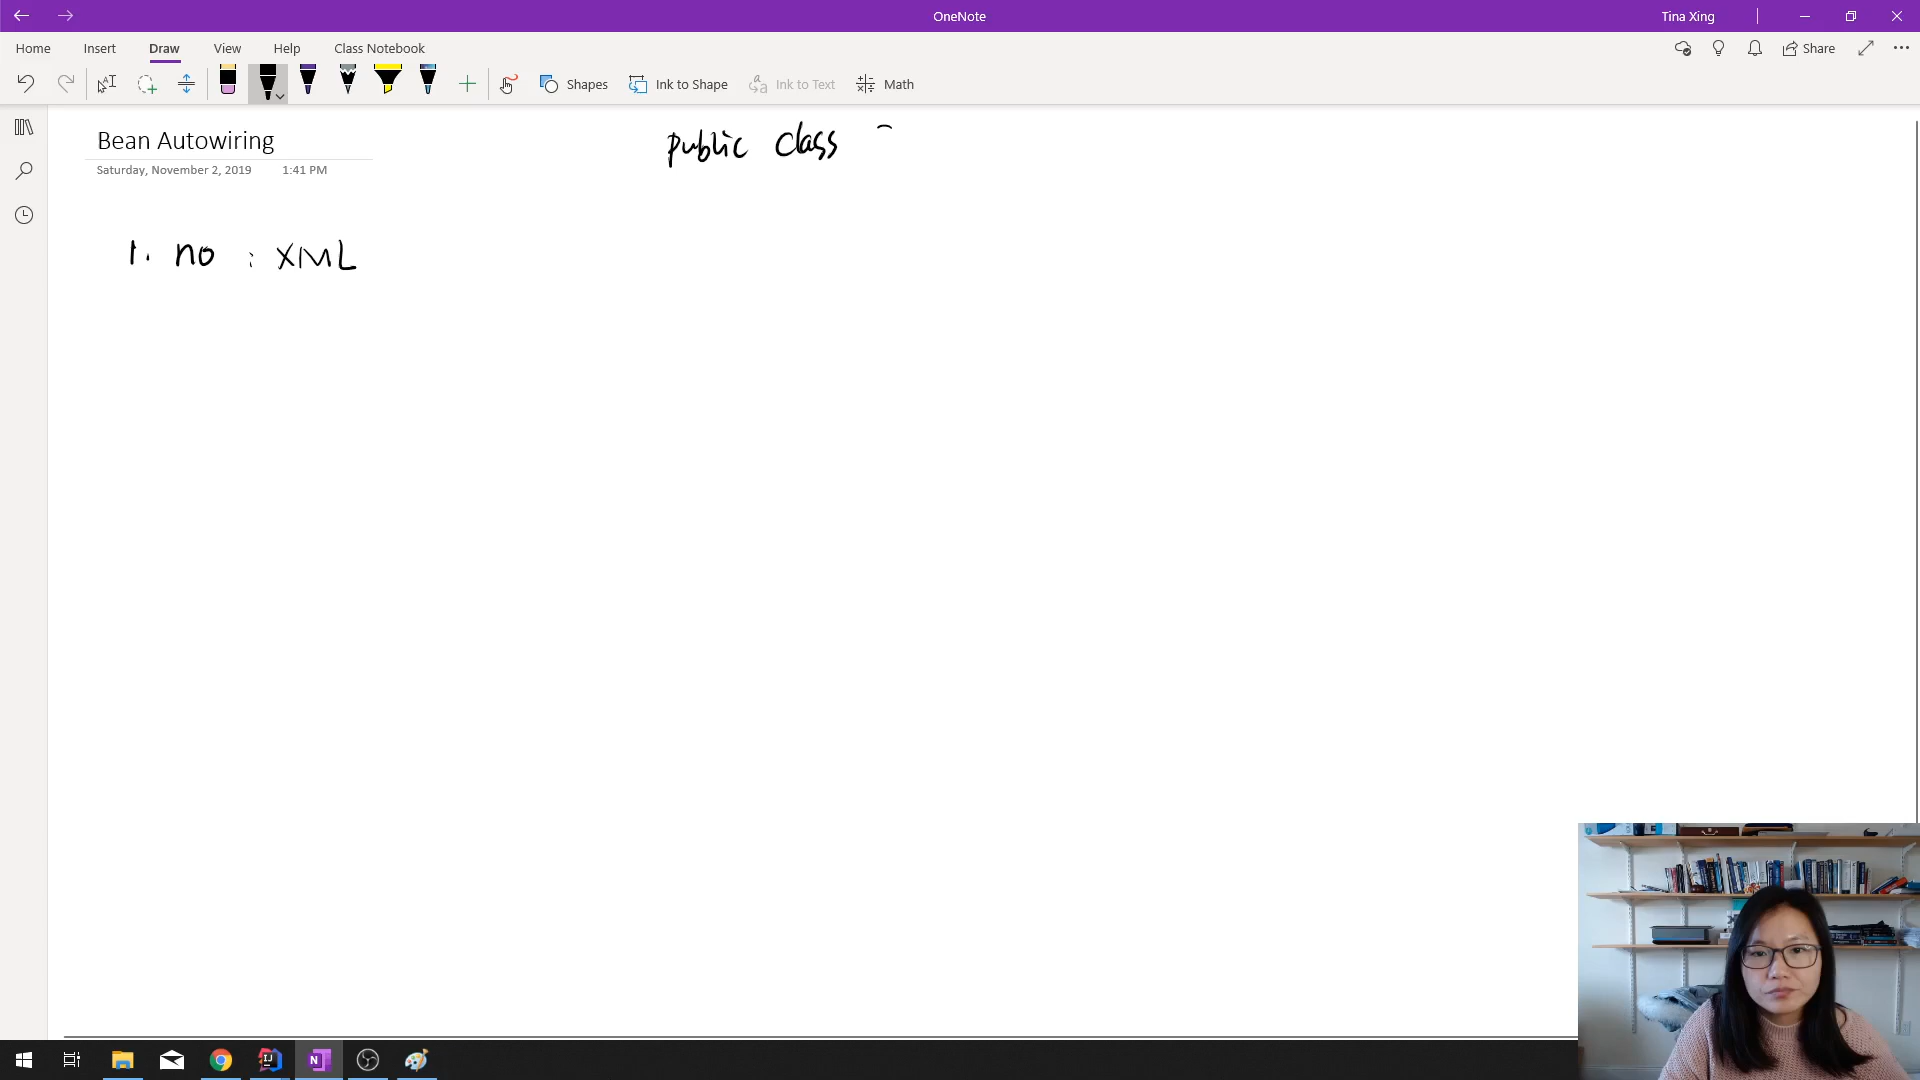 OneNote
Tina Xing
Home Insert Draw View Help Class Notebook
Share
Shapes Ink to Shape Ink to Text Math
Bean Autowiring
Saturday, November 2, 2019 1:41 PM
public class
1. no : XML